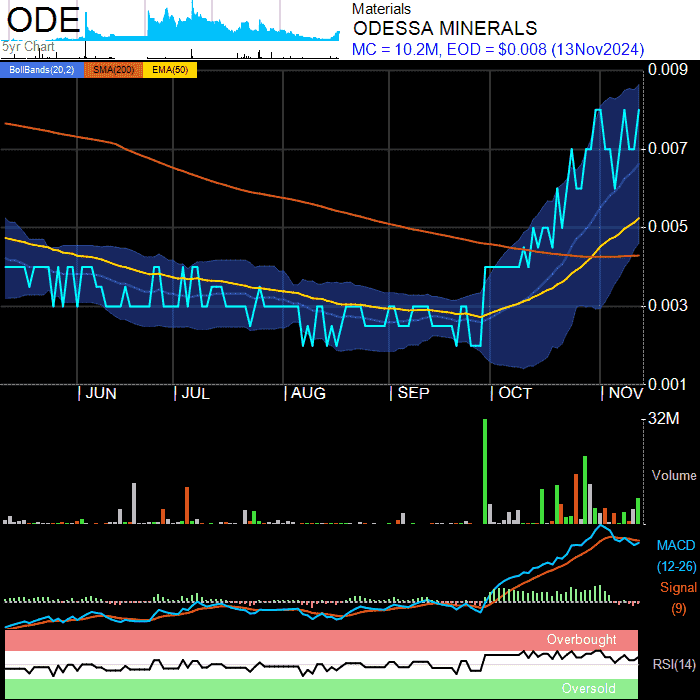 ODE
5yr Chart
Materials
ODESSA MINERALS
MC = 10.2M, EOD = $0.008 (13Nov2024)
BollBands(20,2) SMA(200) EMA(50)
0.009
0.007
0.005
0.003
0.001
| JUN | JUL | AUG | SEP | OCT | NOV
32M
Volume
MACD
(12-26)
Signal
(9)
Overbought
RSI(14)
Oversold